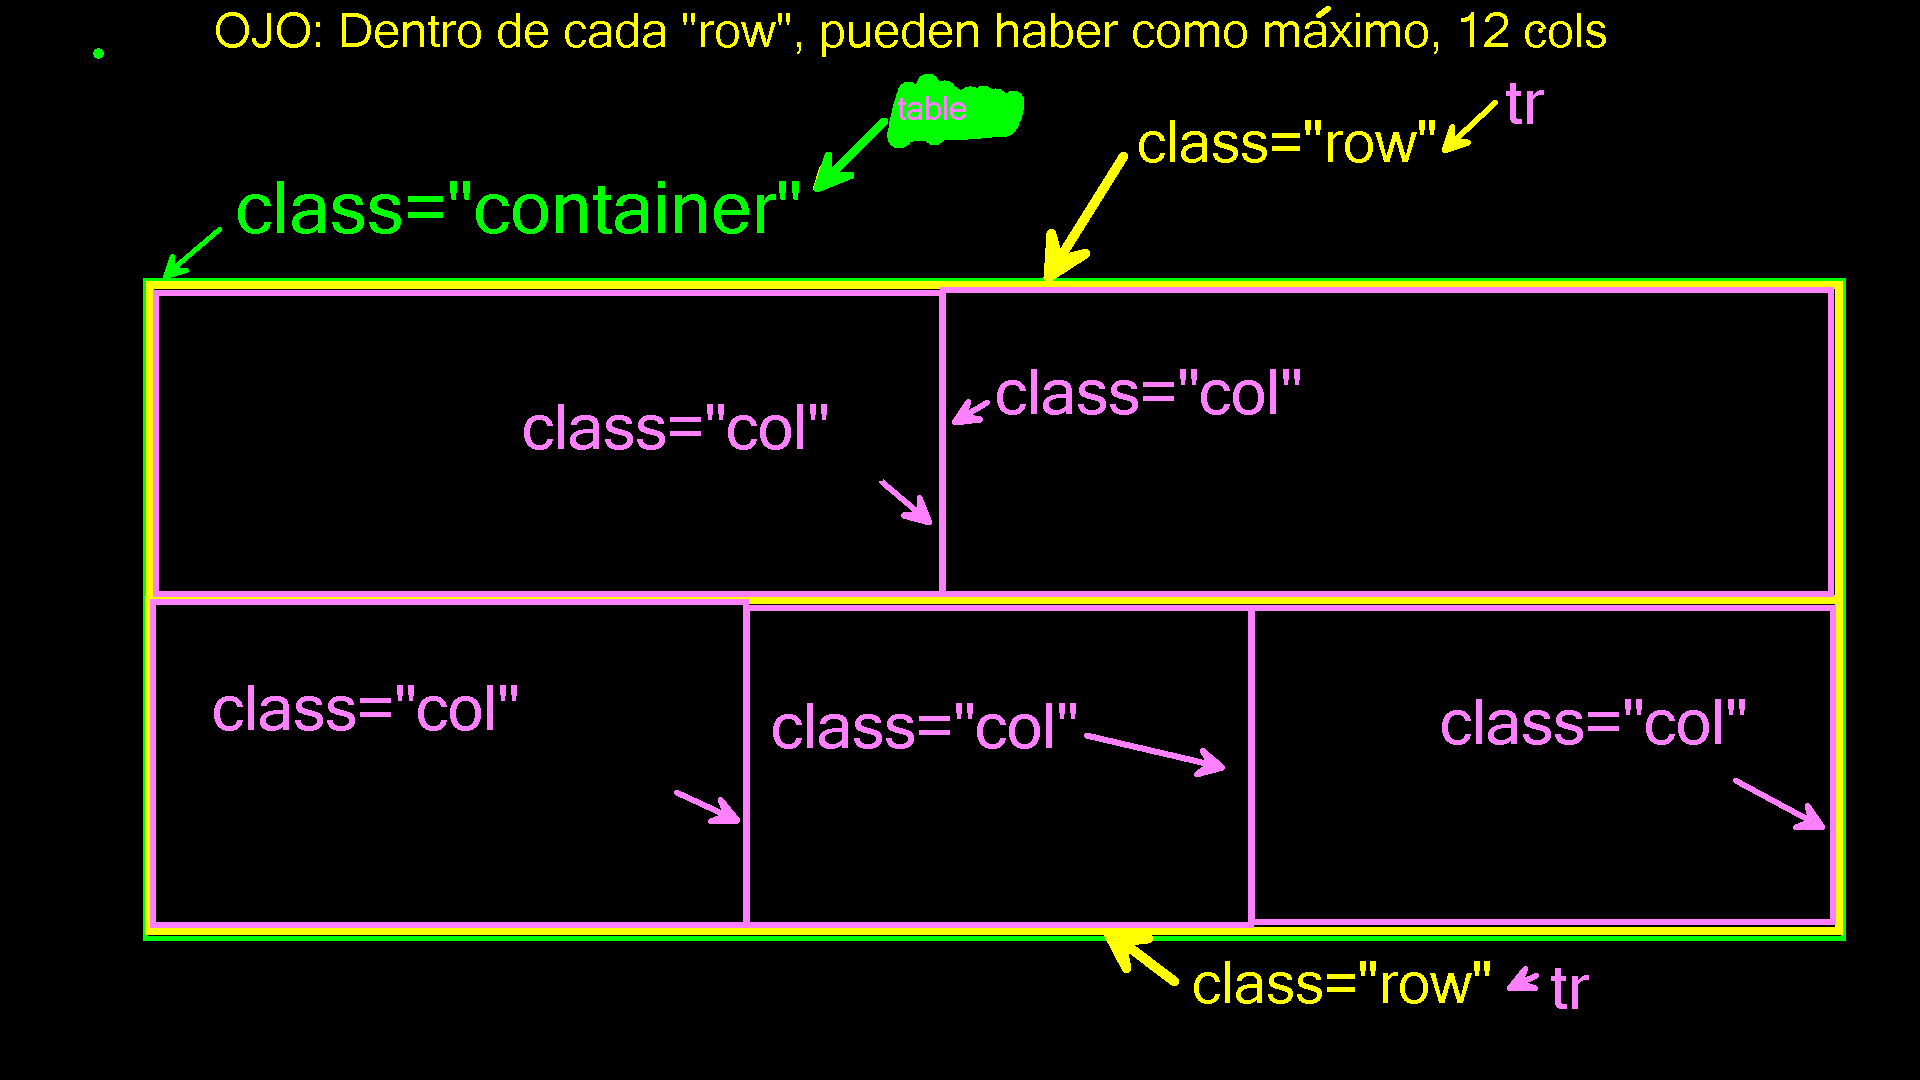 OJO: Dentro de cada "row", pueden haber como máximo, 12 cols
table
tr
class="row"
class="container"
class="col"
class="col"
class="col"
class="col"
class="col"
class="row"
tr